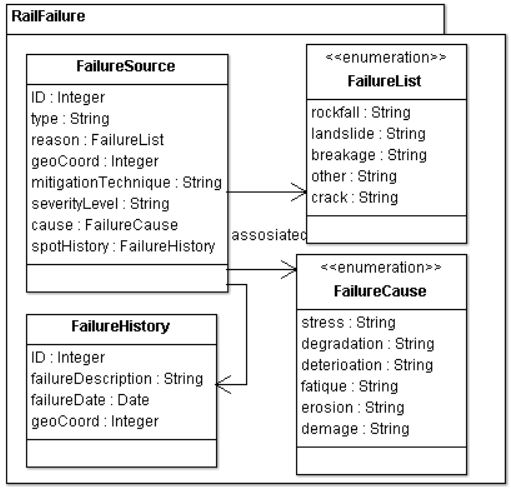 RailFailure
FailureSource
ID : Integer
type : String
reason : FailureList
geoCoord : Integer
mitigationTechnique : String
severityLevel : String
cause : FailureCause
spotHistory : FailureHistory
<<enumeration>>
FailureList
rockfall : String
landslide : String
breakage : String
other : String
crack : String
assosiated
<<enumeration>>
FailureCause
stress : String
degradation : String
deterioation : String
fatique : String
erosion : String
demage : String
FailureHistory
ID : Integer
failureDescription : String
failureDate : Date
geoCoord : Integer